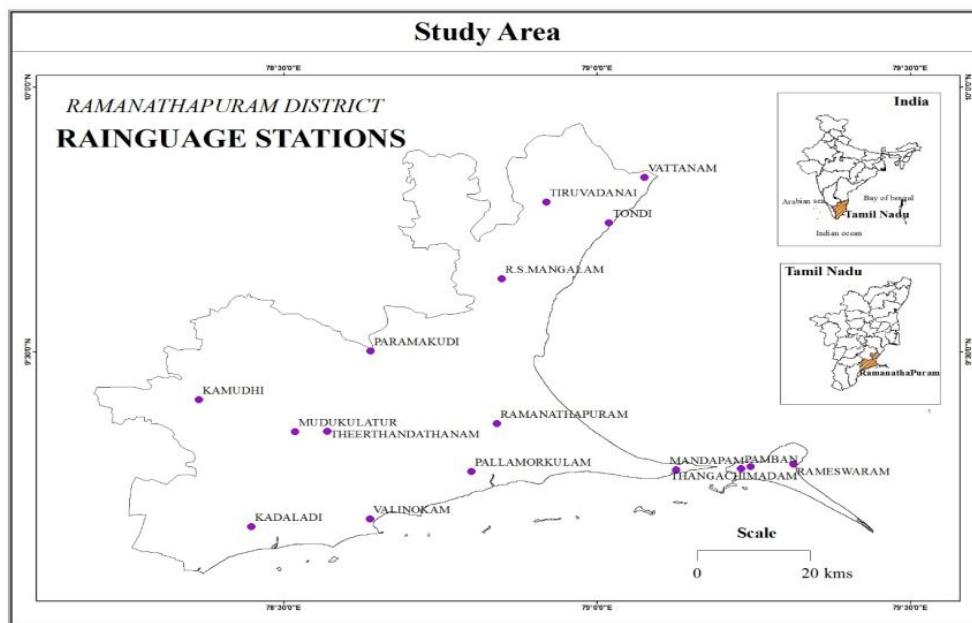 Study Area
78°30'0"E
79°0'0"E
79°30'0"E
10°0'0"N
10°0'0"N
RAMANATHAPURAM DISTRICT
RAINGUAGE STATIONS
India
Arabian sea
Bay of bengal
Tamil Nadu
Indian ocean
VATTANAM
TIRUVADANAI
TONDI
R.S.MANGALAM
Tamil Nadu
RamanathaPuram
PARAMAKUDI
9°30'0"N
9°30'0"N
KAMUDHI
RAMANATHAPURAM
MUDUKULATUR
THEERTHANDATHANAM
MANDAPAM
PAMBAN
PALLAMORKULAM
THANGACHIMADAM
RAMESWARAM
VALINOKAM
KADALADI
Scale
0
20 kms
78°30'0"E
79°0'0"E
79°30'0"E